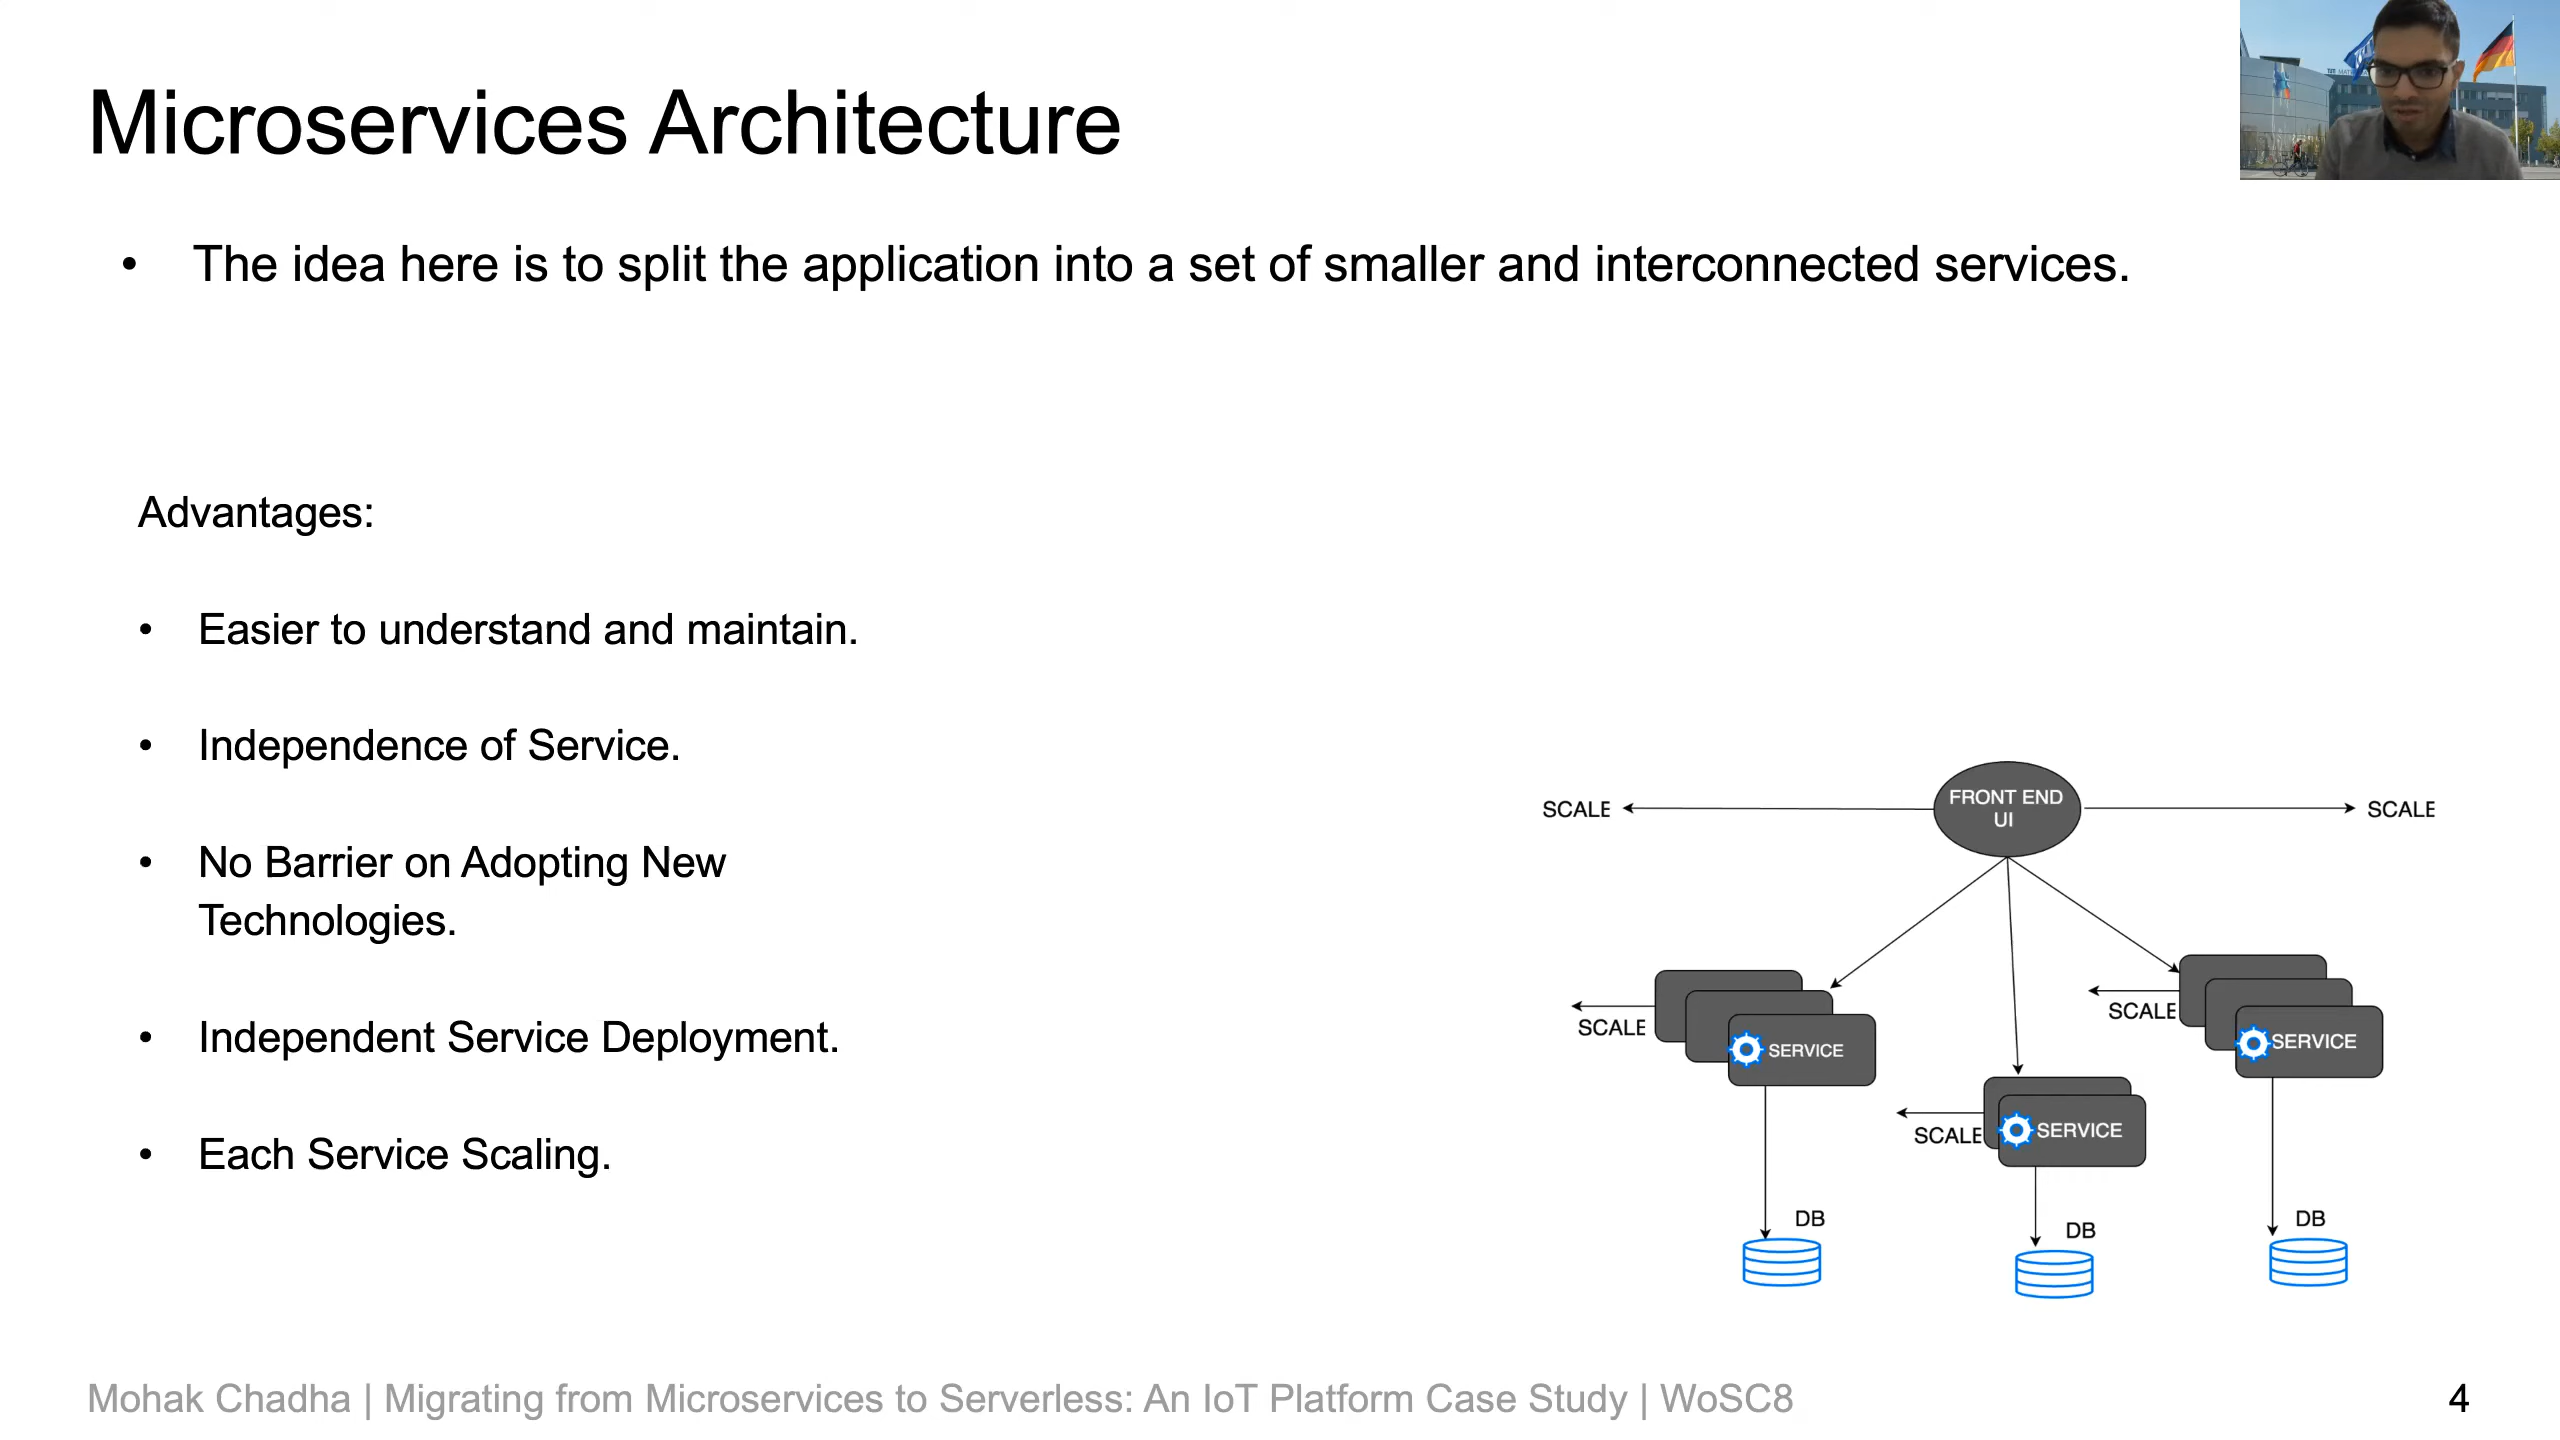 Microservices Architecture
• The idea here is to split the application into a set of smaller and interconnected services.
Advantages:
• Easier to understand and maintain.
• Independence of Service.
• No Barrier on Adopting New
Technologies.
• Independent Service Deployment.
• Each Service Scaling.
SCALE
FRONT END
UI
SCALE
SCALE
SERVICE
SCALE
SERVICE
SCALE
SERVICE
DB
DB
DB
Mohak Chadha | Migrating from Microservices to Serverless: An IoT Platform Case Study | WoSC8
4